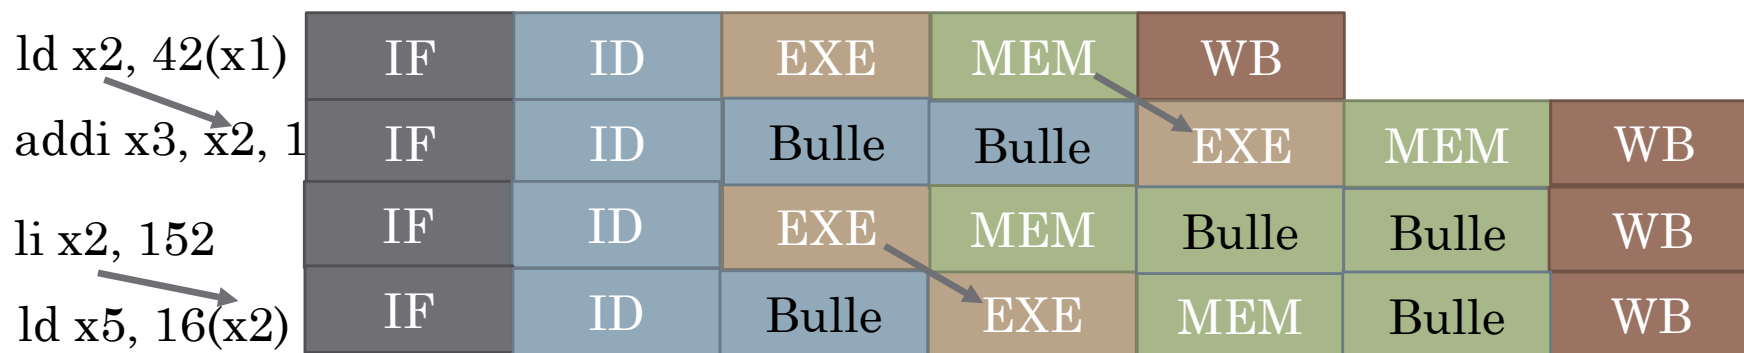 ld x2, 42(x1) IF ID EXE MEM WB
addi x3, x2, 1 IF ID Bulle Bulle EXE MEM WB
li x2, 152 IF ID EXE MEM Bulle Bulle WB
ld x5, 16(x2) IF ID Bulle EXE MEM Bulle WB